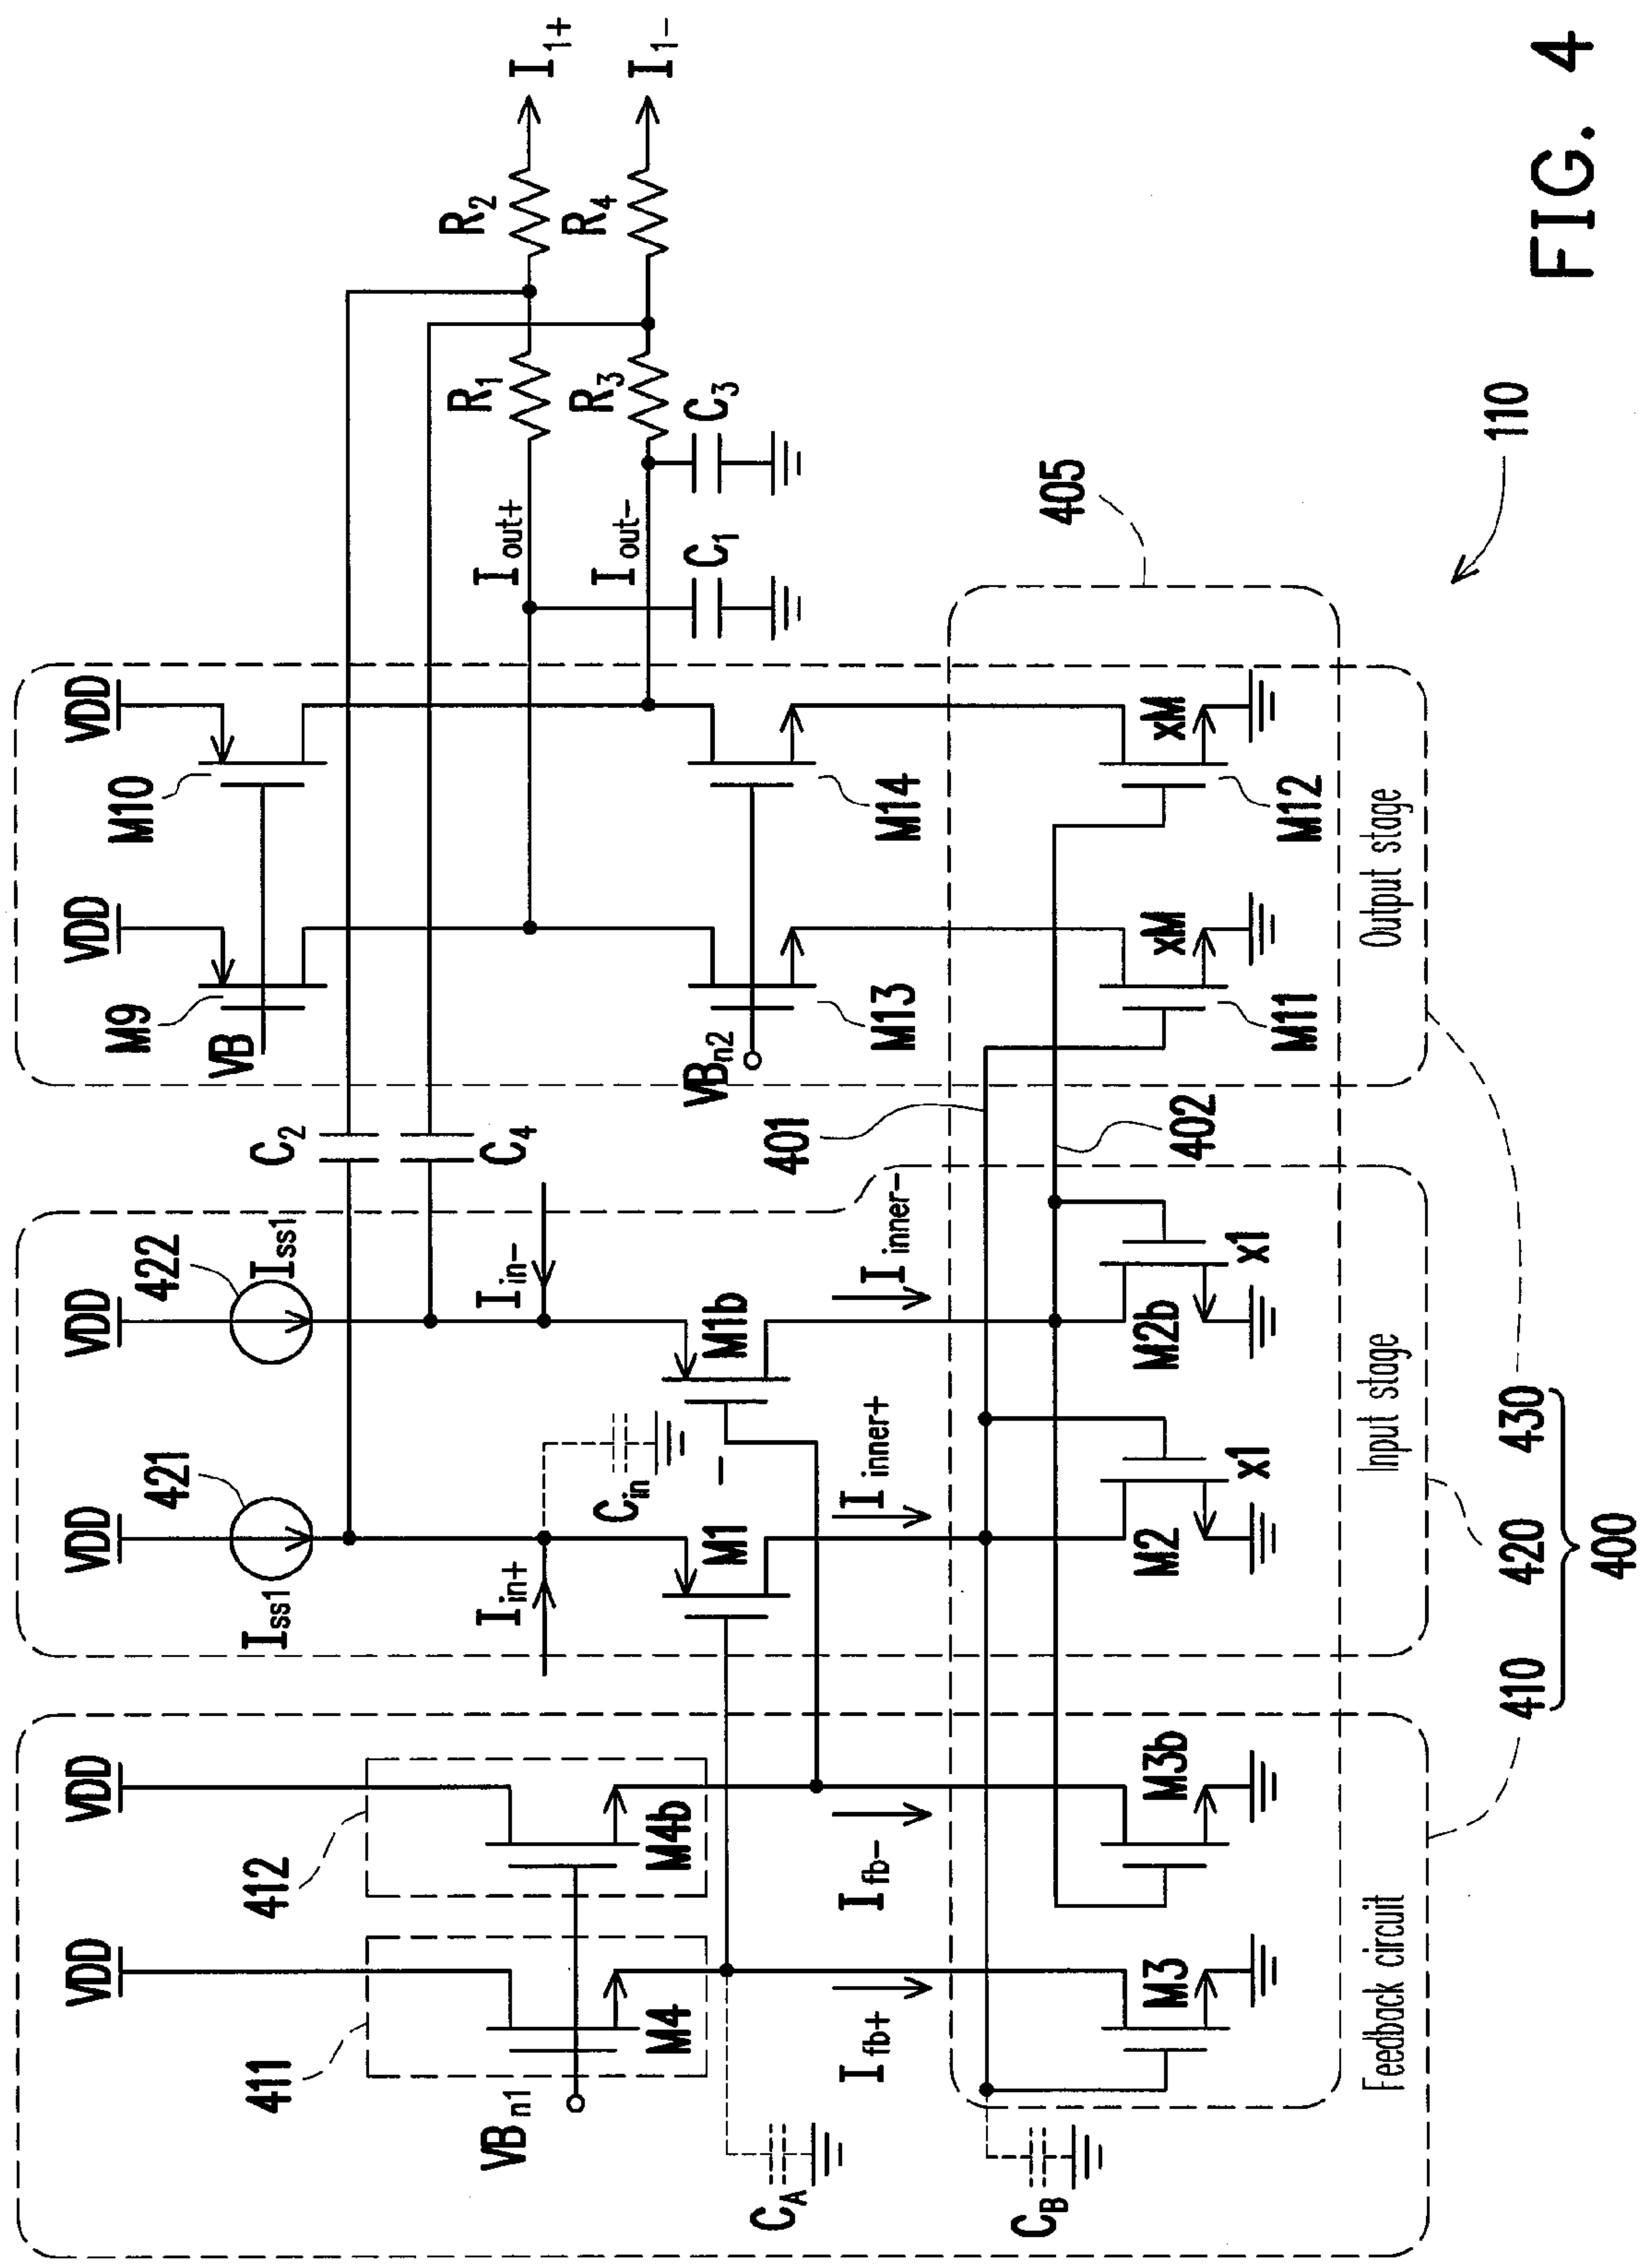 VDD VDD VDD VDD VDD VDD
411 412 421 422 M9 M10
Iss1 Iss1
VBn1 M4 M4b
Iin+ Iin-
Cin
M1 M1b
-
C2 C4
VB
VBn2 M13 M14
Iout+ Iout-
C1 C3
R1 R2
R3 R4
I1+
I1-
CA
CB
Ifb+ Ifb- Iinner+ Iinner-
401 402 405
M3 M3b M2 M2b M11 M12
x1 x1 xM xM
Feedback circuit Input stage Output stage
410 420 430
400
110
FIG. 4